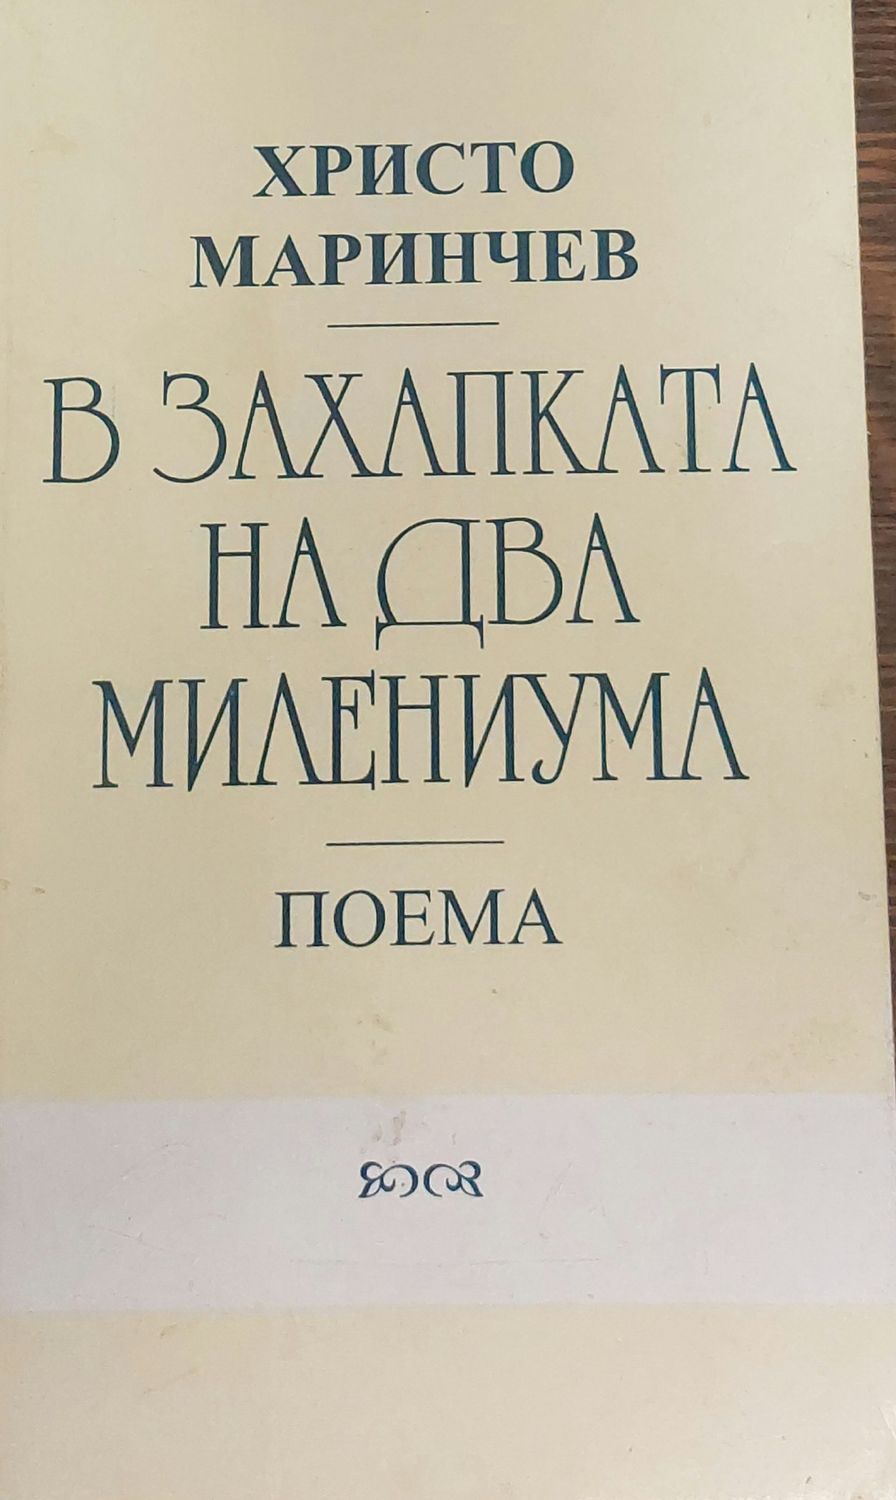 ХРИСТО
МАРИНЧЕВ
В ЗАХАПКАТА
НА ДВА
МИЛЕНИУМА
ПОЕМА